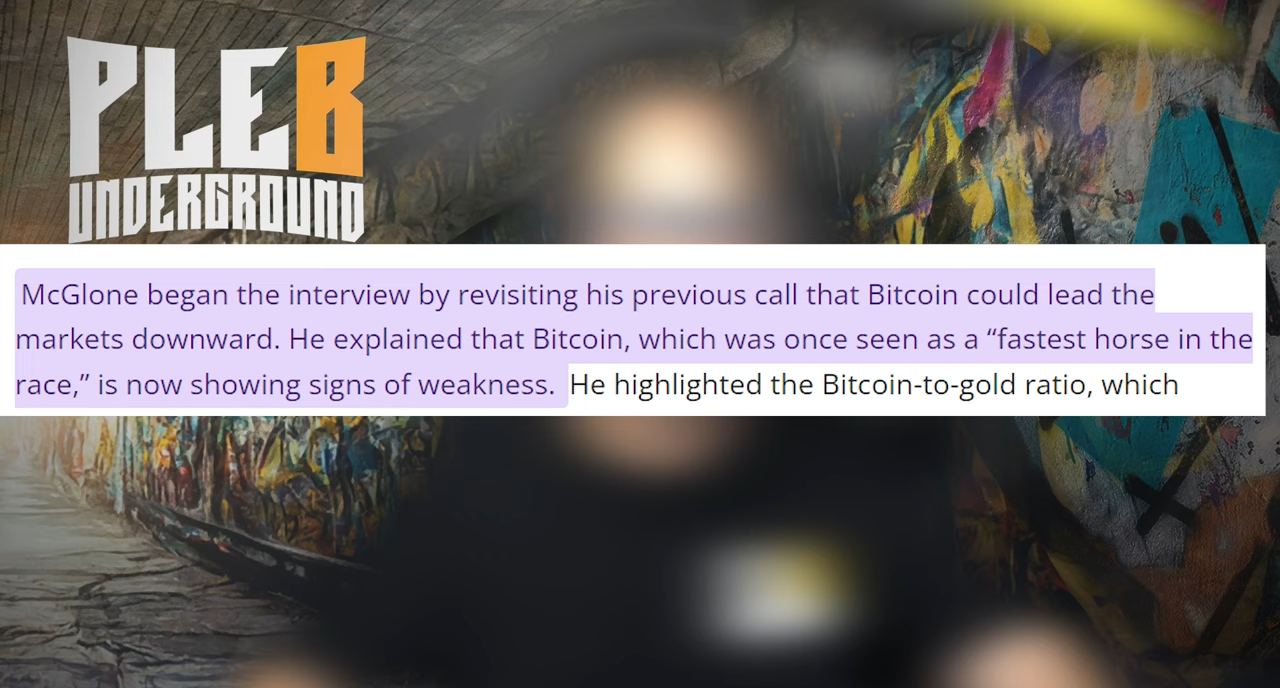 PLEB
UNDERGROUND
McGlone began the interview by revisiting his previous call that Bitcoin could lead the
markets downward. He explained that Bitcoin, which was once seen as a “fastest horse in the
race,” is now showing signs of weakness. He highlighted the Bitcoin-to-gold ratio, which